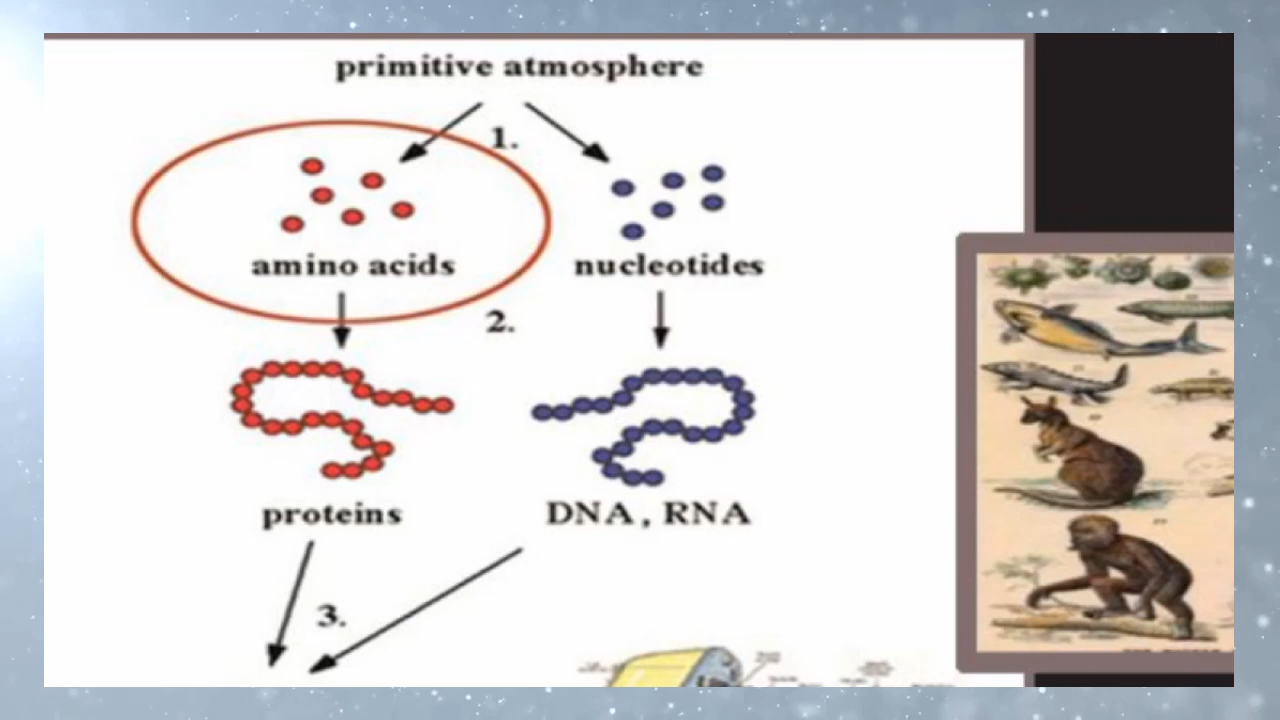 primitive atmosphere
1.
amino acids
nucleotides
2.
proteins
DNA, RNA
3.